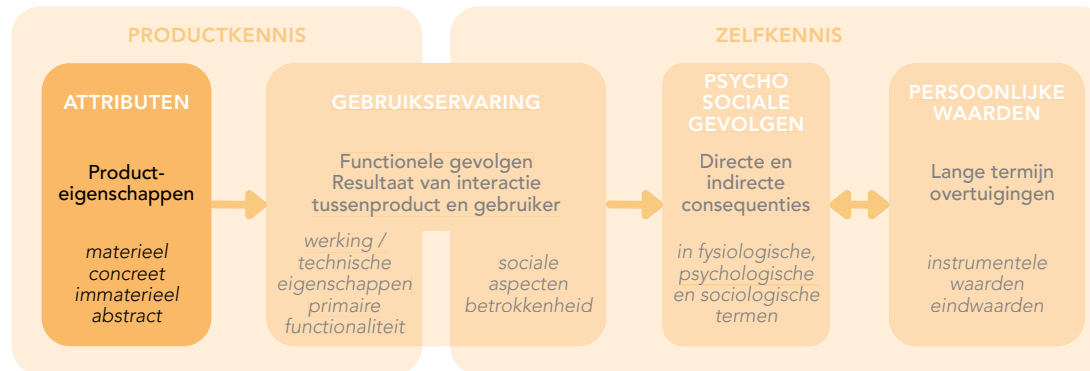 PRODUCTKENNIS
ZELFKENNIS
ATTRIBUTEN
Product-
eigenschappen
materieel
concreet
immaterieel
abstract
GEBRUIKSERVARING
Functionele gevolgen
Resultaat van interactie
tussenproduct en gebruiker
werking /
technische
eigenschappen
primaire
functionaliteit
sociale
aspecten
betrokkenheid
PSYCHO
SOCIALE
GEVOLGEN
Directe en
indirecte
consequenties
in fysiologische,
psychologische
en sociologische
termen
PERSOONLIJKE
WAARDEN
Lange termijn
overtuigingen
instrumentele
waarden
eindwaarden